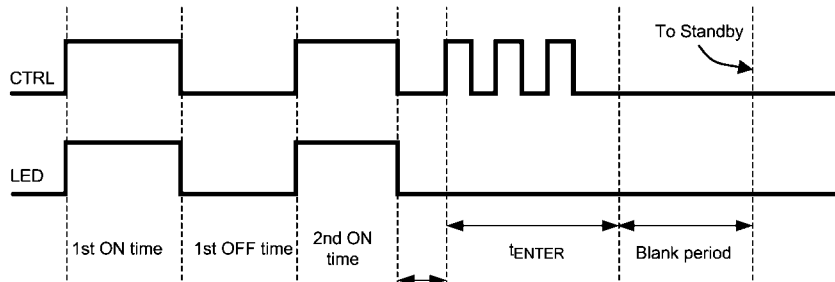 To Standby
CTRL
LED
1st ON time
1st OFF time
2nd ON
time
tENTER
Blank period